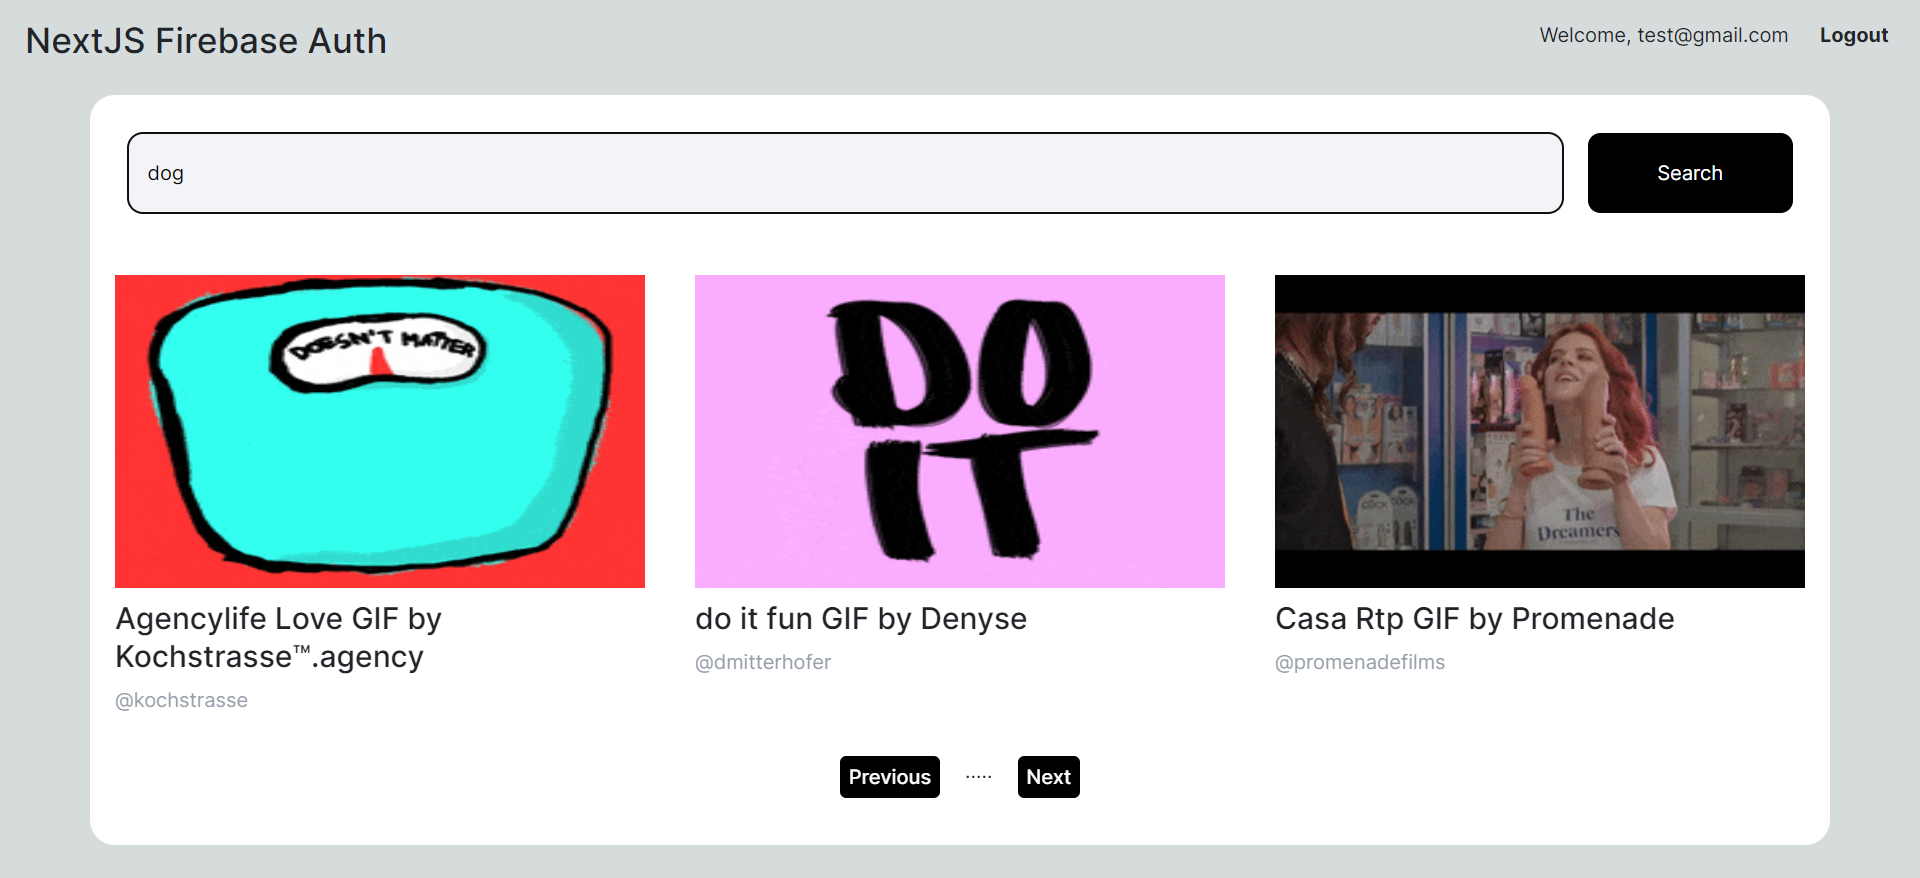 NextJS Firebase Auth
Welcome, test@gmail.com
Logout
dog
Search
DOESN'T MATTER
DO
IT
The
Dreamers
Agencylife Love GIF by
Kochstrasse™.agency
@kochstrasse
do it fun GIF by Denyse
@dmitterhofer
Casa Rtp GIF by Promenade
@promenadefilms
Previous
.....
Next